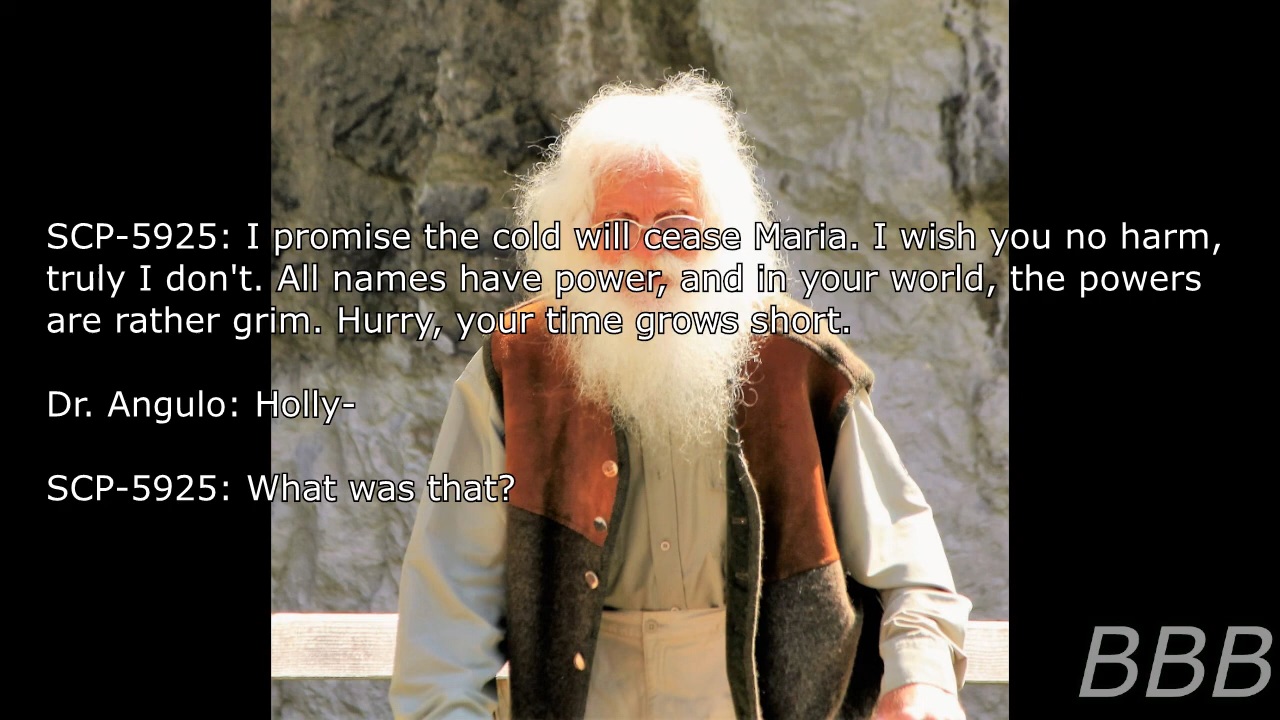 SCP-5925: I promise the cold will cease Maria. I wish you no harm,
truly I don't. All names have power, and in your world, the powers
are rather grim. Hurry, your time grows short.
Dr. Angulo: Holly-
SCP-5925: What was that?
BBB